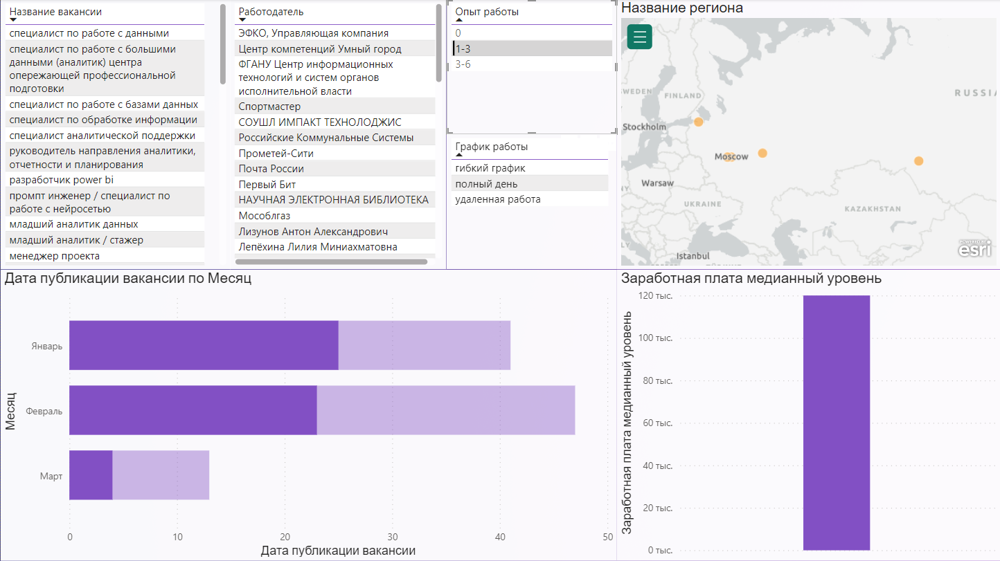 Название вакансии
специалист по работе с данными
специалист по работе с большими
данными (аналитик) центра
опережающей профессиональной
подготовки
специалист по работе с базами данных
специалист по обработке информации
специалист аналитической поддержки
руководитель направления аналитики,
отчетности и планирования
разработчик power bi
промпт инженер / специалист по
работе с нейросетью
младший аналитик данных
младший аналитик / стажер
менеджер проекта
Работодатель
ЭФКО, Управляющая компания
Центр компетенций Умный город
ФГАНУ Центр информационных
технологий и систем органов
исполнительной власти
Спортмастер
СОУШЛ ИМПАКТ ТЕХНОЛОДЖИС
Российские Коммунальные Системы
Прометей-Сити
Почта России
Первый Бит
НАУЧНАЯ ЭЛЕКТРОННАЯ БИБЛИОТЕКА
Мособлгаз
Лизунов Антон Александрович
Лепёхина Лилия Миниахматовна
Опыт работы
0
1-3
3-6
График работы
гибкий график
полный день
удаленная работа
Название региона
SWEDEN
FINLAND
RUSSIA
Stockholm
Moscow
Warsaw
UKRAINE
KAZAKHSTAN
Istanbul
POWERED BY
esri
Дата публикации вакансии по Месяц
Месяц
Январь
Февраль
Март
0 10 20 30 40 50
Дата публикации вакансии
Заработная плата медианный уровень
Заработная плата медианный уровень
120 тыс.
100 тыс.
80 тыс.
60 тыс.
40 тыс.
20 тыс.
0 тыс.